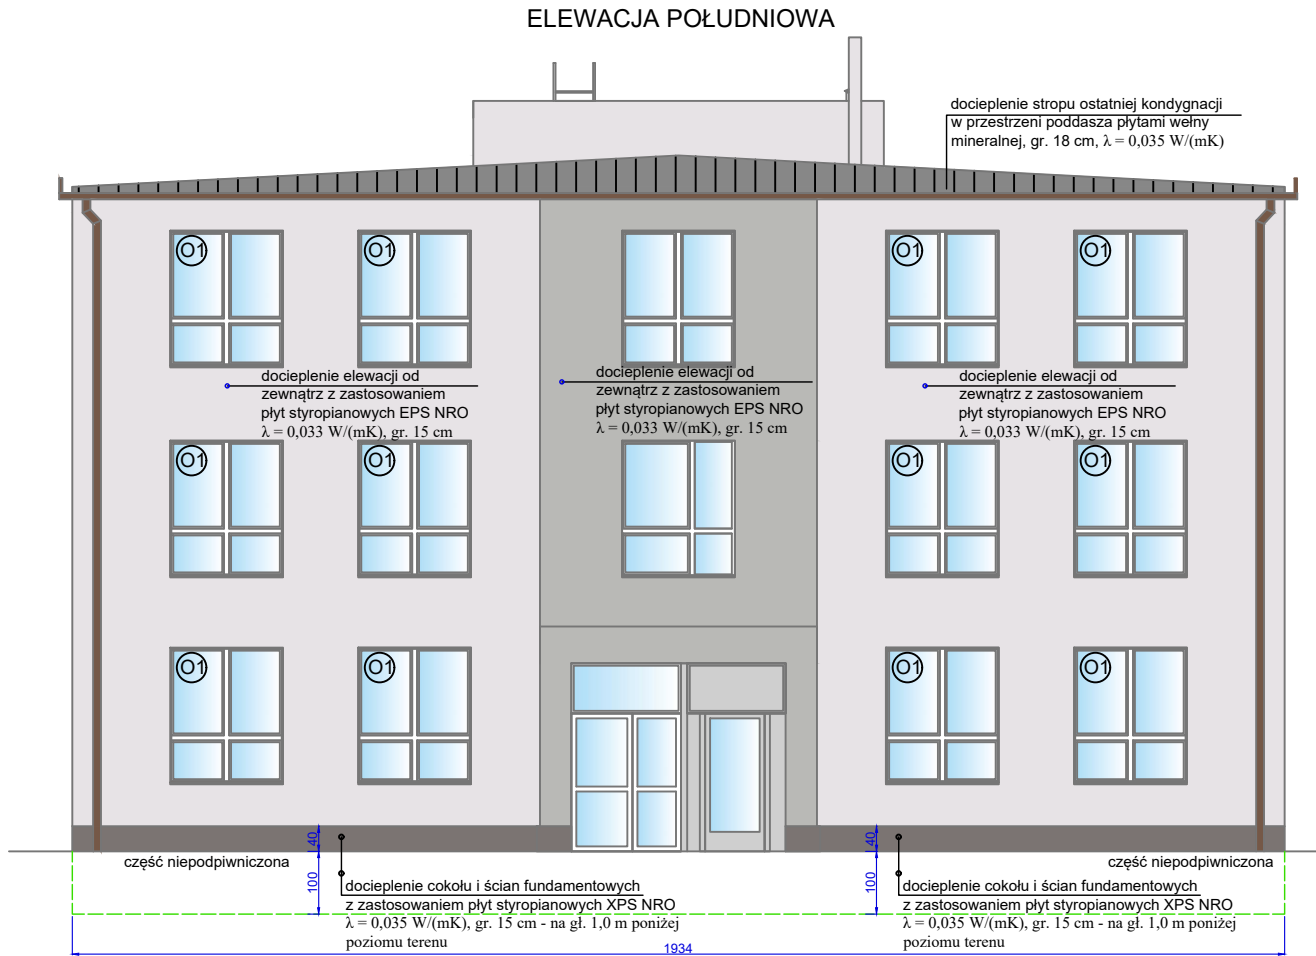 ELEWACJA POŁUDNIOWA
docieplenie stropu ostatniej kondygnacji
w przestrzeni poddasza płytami wełny
mineralnej, gr. 18 cm, λ = 0,035 W/(mK)
O1
O1
O1
O1
docieplenie elewacji od
zewnątrz z zastosowaniem
płyt styropianowych EPS NRO
λ = 0,033 W/(mK), gr. 15 cm
docieplenie elewacji od
zewnątrz z zastosowaniem
płyt styropianowych EPS NRO
λ = 0,033 W/(mK), gr. 15 cm
docieplenie elewacji od
zewnątrz z zastosowaniem
płyt styropianowych EPS NRO
λ = 0,033 W/(mK), gr. 15 cm
O1
O1
O1
O1
O1
O1
O1
O1
40
40
część niepodpiwniczona
część niepodpiwniczona
100
100
docieplenie cokołu i ścian fundamentowych
z zastosowaniem płyt styropianowych XPS NRO
λ = 0,035 W/(mK), gr. 15 cm - na gł. 1,0 m poniżej
poziomu terenu
docieplenie cokołu i ścian fundamentowych
z zastosowaniem płyt styropianowych XPS NRO
λ = 0,035 W/(mK), gr. 15 cm - na gł. 1,0 m poniżej
poziomu terenu
1934